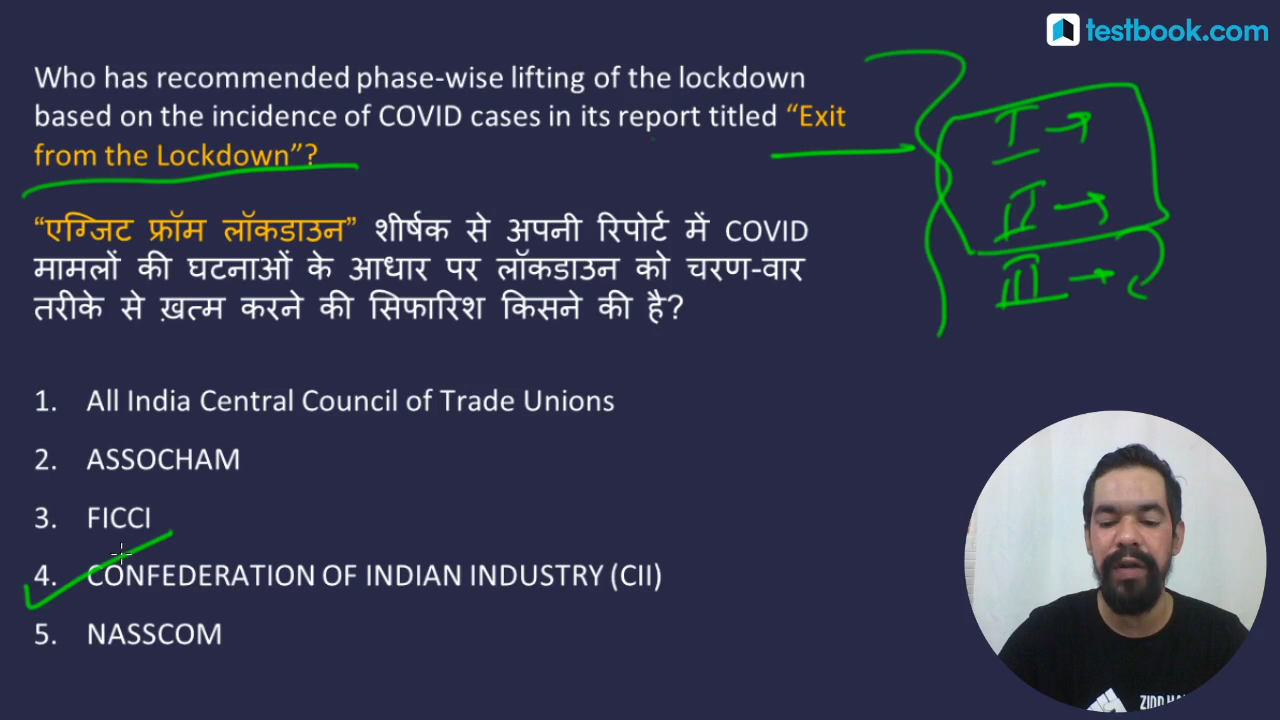 testbook.com
Who has recommended phase-wise lifting of the lockdown
based on the incidence of COVID cases in its report titled “Exit
from the Lockdown”?
“एग्जिट फ्रॉम लॉकडाउन” शीर्षक से अपनी रिपोर्ट में COVID
मामलों की घटनाओं के आधार पर लॉकडाउन को चरण-वार
तरीके से ख़त्म करने की सिफारिश किसने की है?
1. All India Central Council of Trade Unions
2. ASSOCHAM
3. FICCI
4. CONFEDERATION OF INDIAN INDUSTRY (CII)
5. NASSCOM
I →
II →
III →